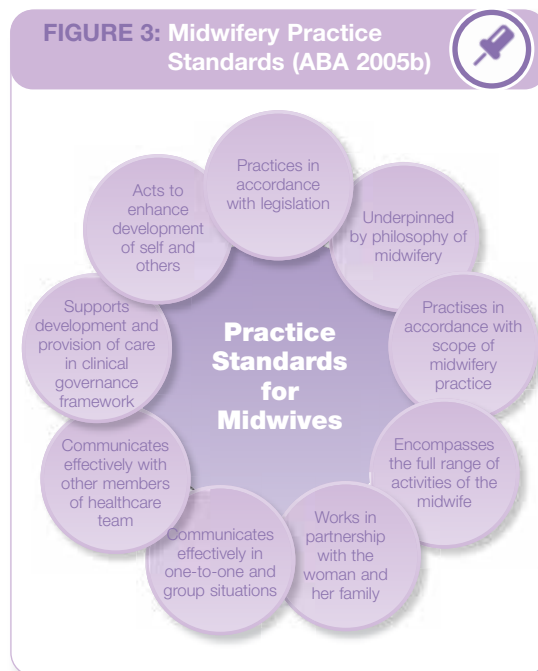 FIGURE 3: Midwifery Practice
Standards (ABA 2005b)
Practices in
accordance
with legislation
Underpinned
by philosophy of
midwifery
Practises in
accordance with
scope of
midwifery
practice
Encompasses
the full range of
activities of the
midwife
Works in
partnership
with the
woman and
her family
Communicates
effectively in
one-to-one and
group situations
Communicates
effectively with
other members
of healthcare
team
Supports
development and
provision of care
in clinical
governance
framework
Acts to
enhance
development
of self and
others
Practice
Standards
for
Midwives